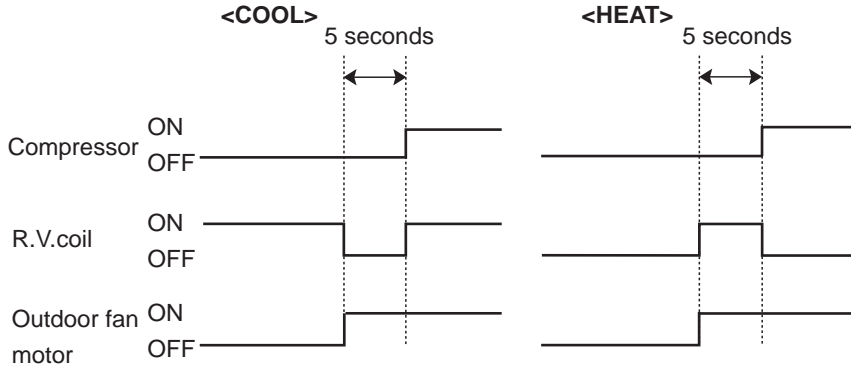 <COOL>
<HEAT>
5 seconds
5 seconds
Compressor
ON
OFF
R.V.coil
ON
OFF
Outdoor fan
motor
ON
OFF